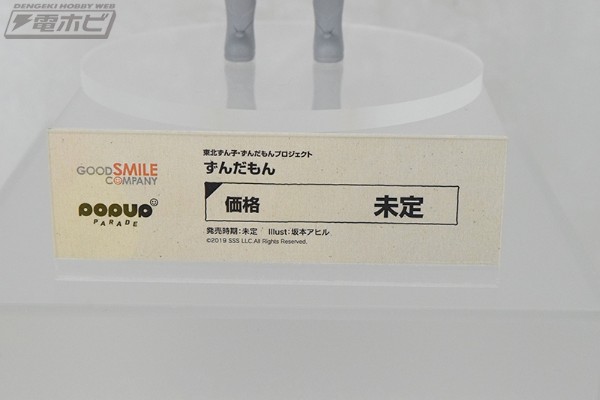 DENGEKI HOBBY WEB
電ホビ
GOOD SMILE
COMPANY
POPUP
PARADE
東北ずん子・ずんだもんプロジェクト
ずんだもん
価格 未定
発売時期:未定 Illust:坂本アヒル
©2019 SSS LLC.All Rights Reserved.